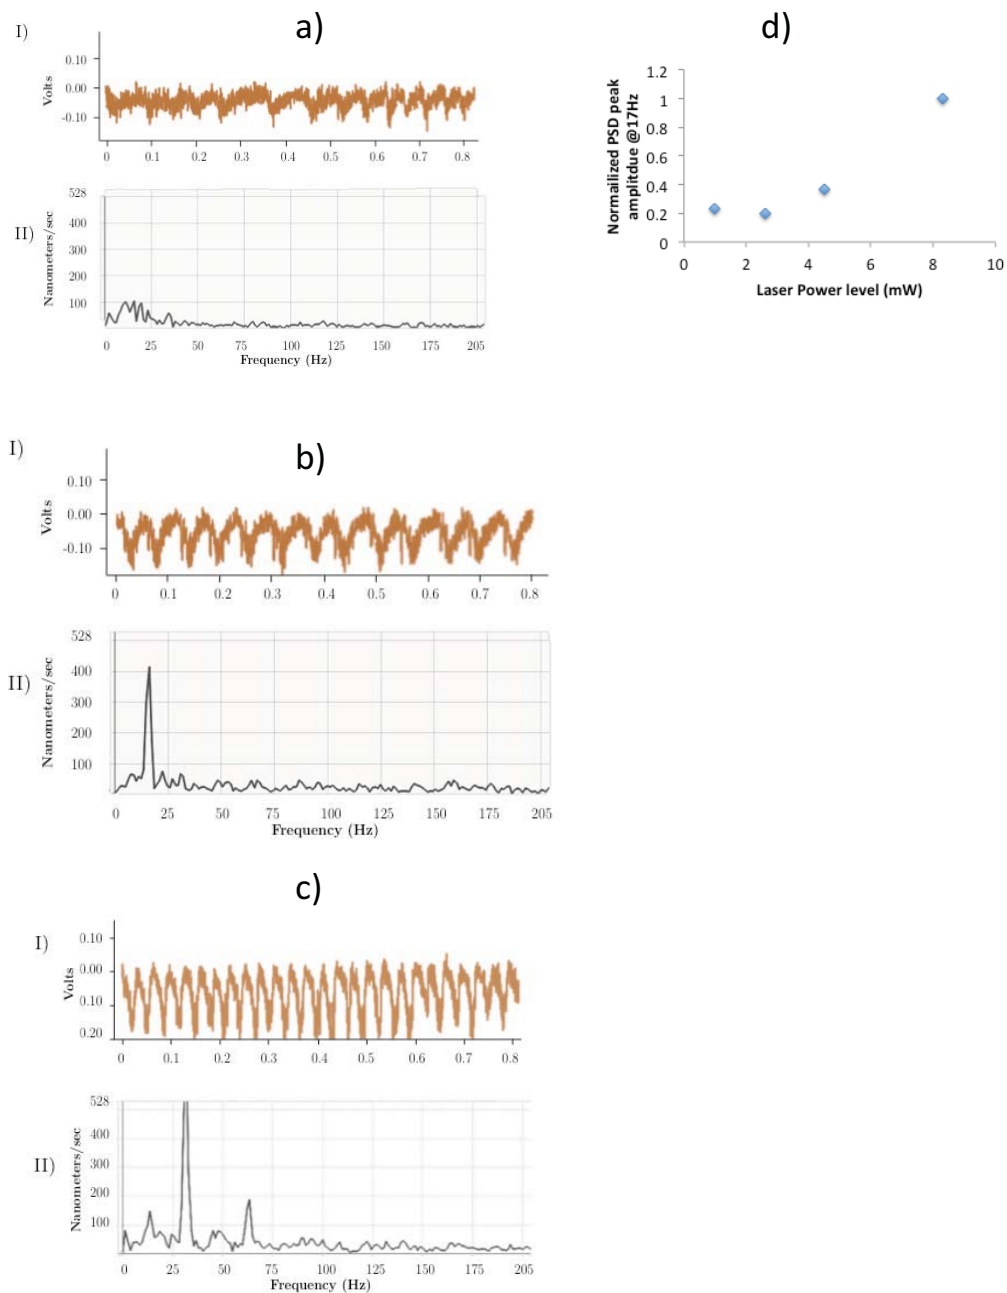 a)
I)
Volts
0.10
0.00
-0.10
0 0.1 0.2 0.3 0.4 0.5 0.6 0.7 0.8
II)
Nanometers/sec
528
400
300
200
100
0 25 50 75 100 125 150 175 205
Frequency (Hz)
d)
Normailized PSD peak
amplitdue @17Hz
1.2
1
0.8
0.6
0.4
0.2
0
0 2 4 6 8 10
Laser Power level (mW)
b)
I)
Volts
0.10
0.00
-0.10
0 0.1 0.2 0.3 0.4 0.5 0.6 0.7 0.8
II)
Nanometers/sec
528
400
300
200
100
0 25 50 75 100 125 150 175 205
Frequency (Hz)
c)
I)
Volts
0.10
0.00
0.10
0.20
0 0.1 0.2 0.3 0.4 0.5 0.6 0.7 0.8
II)
Nanometers/sec
528
400
300
200
100
0 25 50 75 100 125 150 175 205
Frequency (Hz)